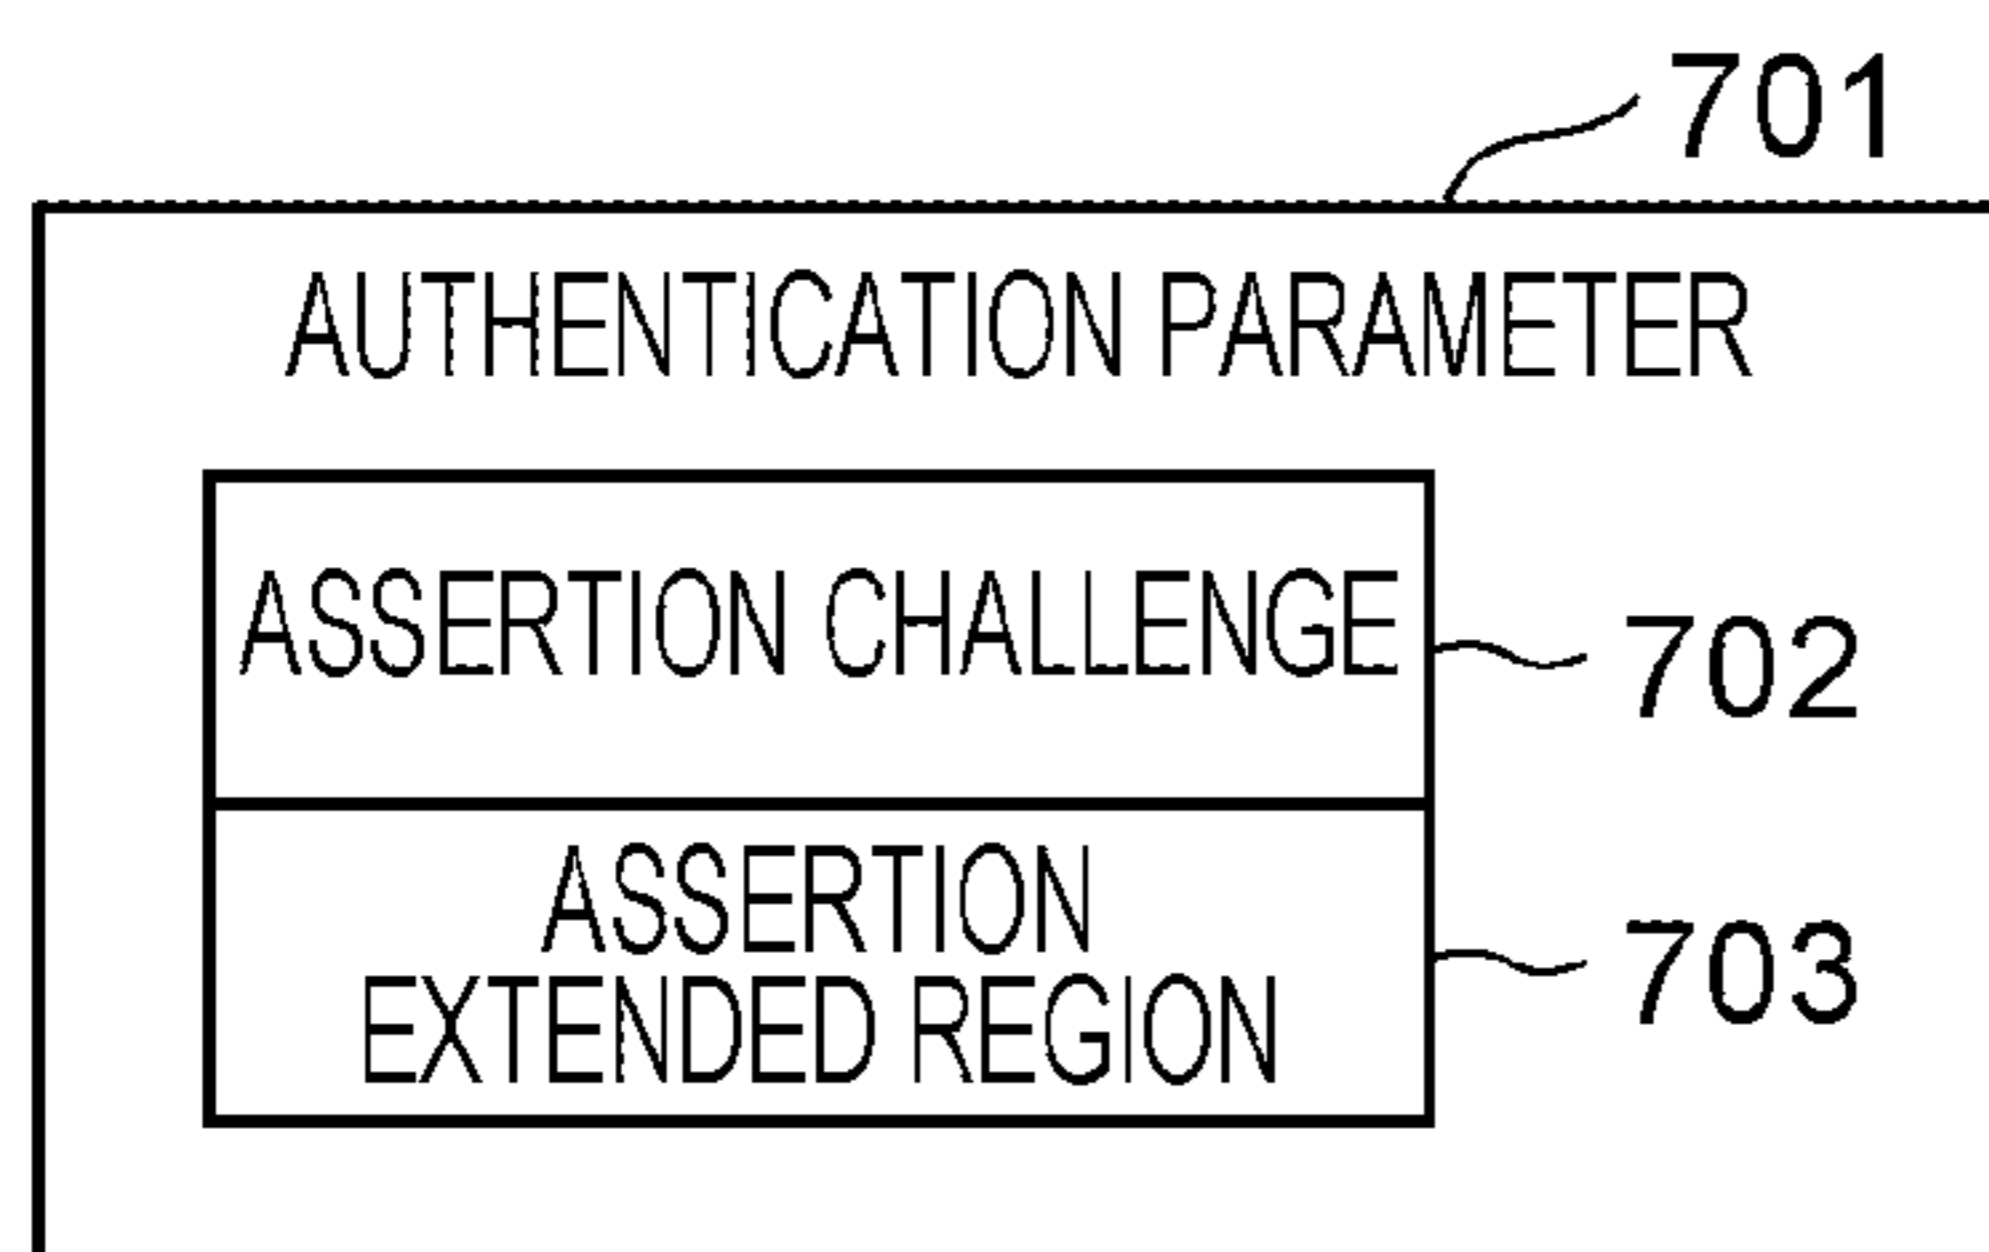 701
AUTHENTICATION PARAMETER
ASSERTION CHALLENGE
702
ASSERTION
EXTENDED REGION
703